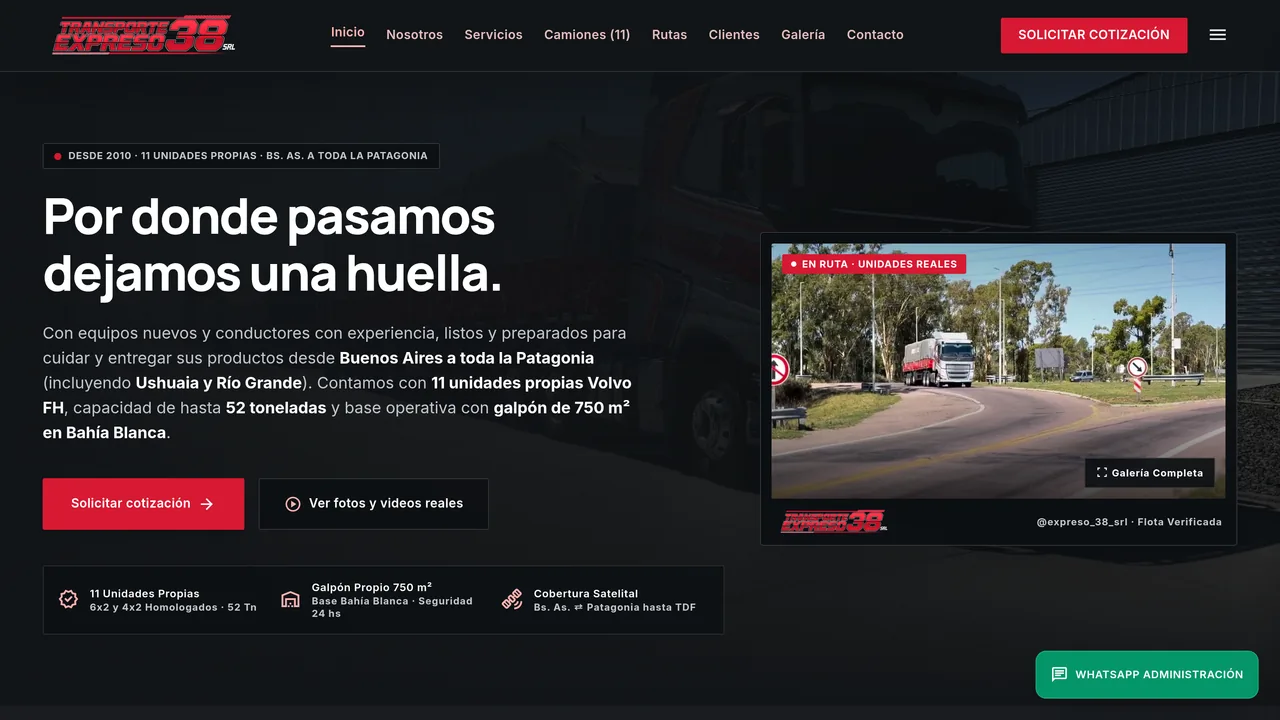 TRANSPORTE
EXPRESO 38 SRL
Inicio
Nosotros
Servicios
Camiones (11)
Rutas
Clientes
Galería
Contacto
SOLICITAR COTIZACIÓN
DESDE 2010 · 11 UNIDADES PROPIAS · BS. AS. A TODA LA PATAGONIA
Por donde pasamos
dejamos una huella.
Con equipos nuevos y conductores con experiencia, listos y preparados para
cuidar y entregar sus productos desde Buenos Aires a toda la Patagonia
(incluyendo Ushuaia y Río Grande). Contamos con 11 unidades propias Volvo
FH, capacidad de hasta 52 toneladas y base operativa con galpón de 750 m²
en Bahía Blanca.
Solicitar cotización
Ver fotos y videos reales
11 Unidades Propias
6x2 y 4x2 Homologados · 52 Tn
Galpón Propio 750 m²
Base Bahía Blanca · Seguridad
24 hs
Cobertura Satelital
Bs. As. ⇄ Patagonia hasta TDF
EN RUTA · UNIDADES REALES
Galería Completa
TRANSPORTE
EXPRESO 38 SRL
@expreso_38_srl · Flota Verificada
WHATSAPP ADMINISTRACIÓN